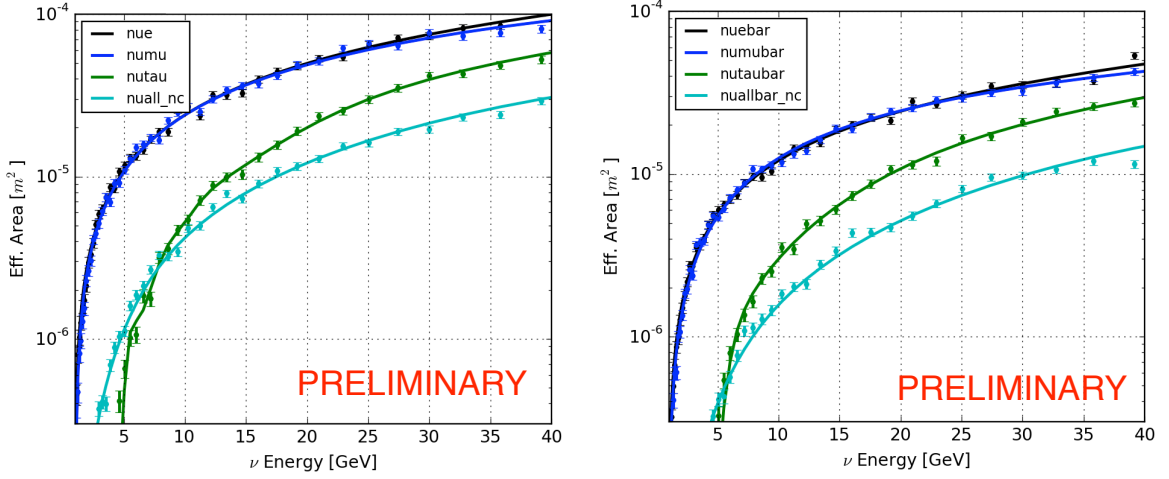 nue
numu
nutau
nuall_nc
Eff. Area [m²]
10⁻⁴
10⁻⁵
10⁻⁶
PRELIMINARY
5 10 15 20 25 30 35 40
ν Energy [GeV]
nuebar
numubar
nutaubar
nuallbar_nc
Eff. Area [m²]
10⁻⁴
10⁻⁵
10⁻⁶
PRELIMINARY
5 10 15 20 25 30 35 40
ν Energy [GeV]